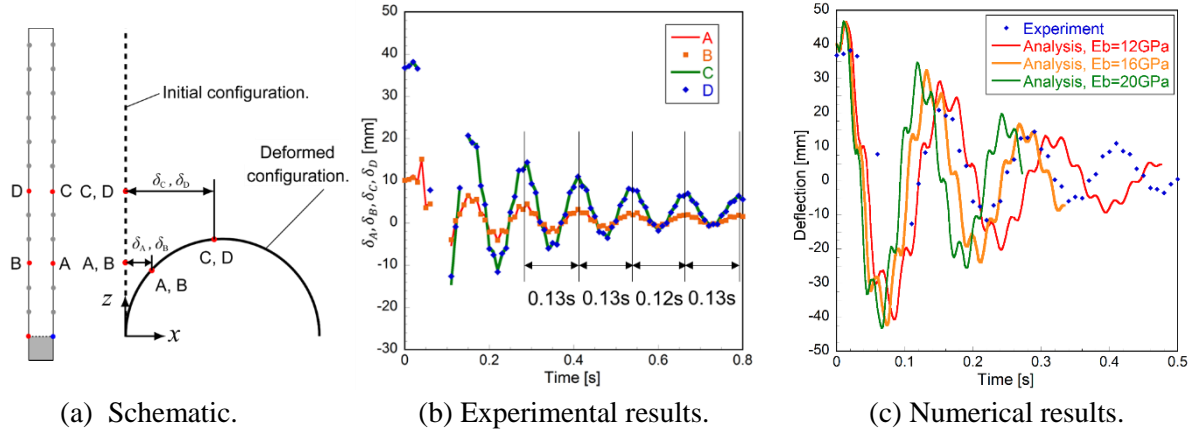 Initial configuration.
Deformed
configuration.
δC, δD
D
C
C, D
δA, δB
B
A
A, B
C, D
A, B
z
x
(a) Schematic.
50
40
30
20
10
0
-10
-20
-30
δA, δB, δC, δD [mm]
A
B
C
D
0.13s
0.13s
0.12s
0.13s
0.0
0.2
0.4
0.6
0.8
Time [s]
(b) Experimental results.
50
40
30
20
10
0
-10
-20
-30
-40
-50
Deflection [mm]
Experiment
Analysis, Eb=12GPa
Analysis, Eb=16GPa
Analysis, Eb=20GPa
0
0.1
0.2
0.3
0.4
0.5
Time [s]
(c) Numerical results.